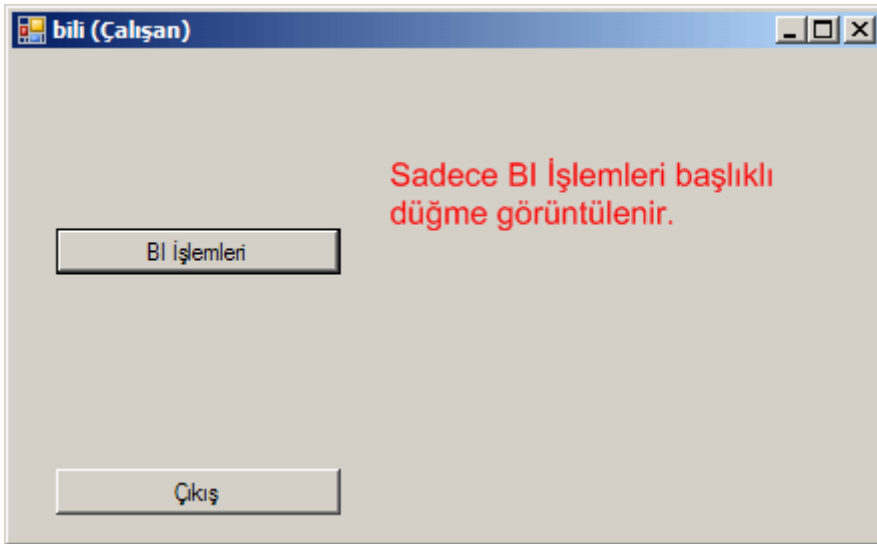 bili (Çalışan)
Sadece BI İşlemleri başlıklı
düğme görüntülenir.
BI İşlemleri
Çıkış